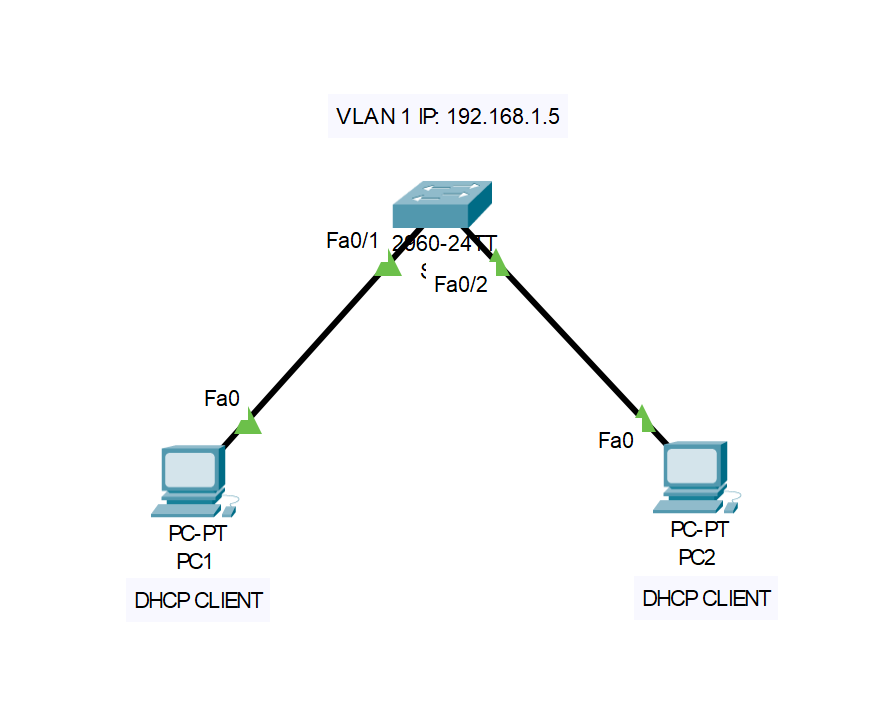 VLAN 1 IP: 192.168.1.5
Fa0/1
2960-24TT
Fa0/2
Fa0
Fa0
PC-PT
PC1
DHCP CLIENT
PC-PT
PC2
DHCP CLIENT